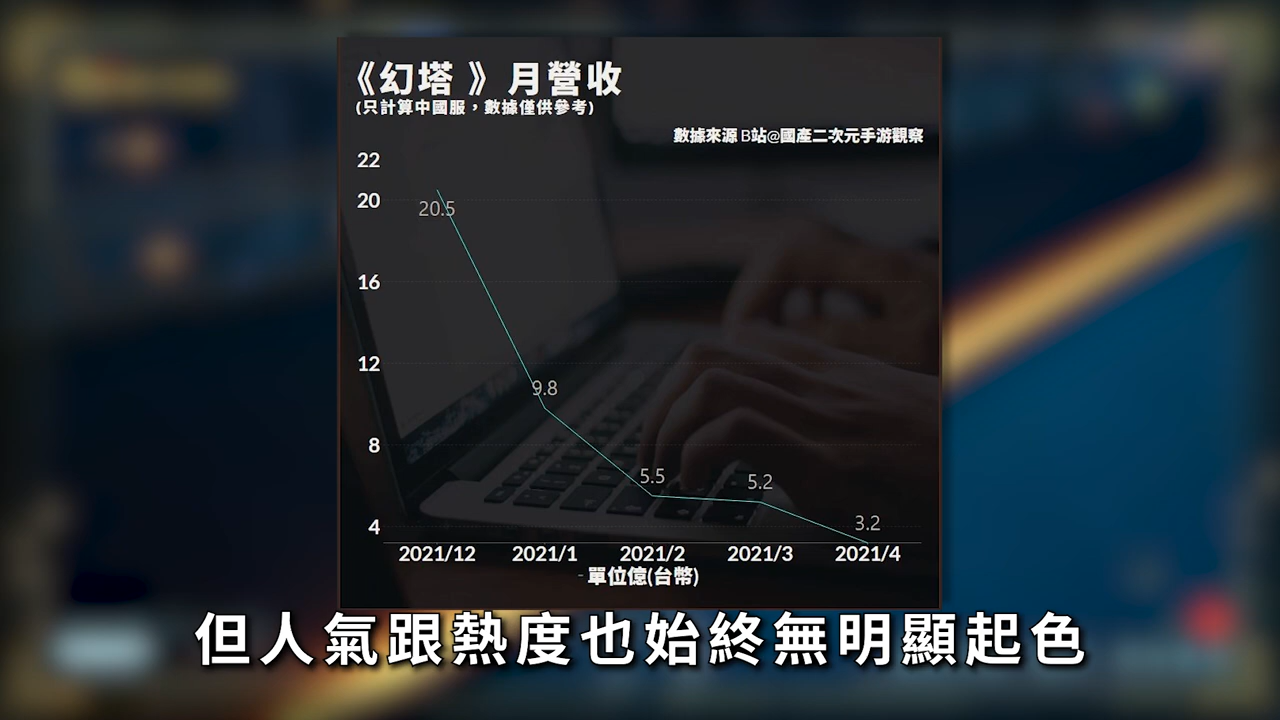 《幻塔 》月營收
(只計算中國服，數據僅供參考)
數據來源 B站@國產二次元手游觀察
22
20
16
12
8
4
20.5
9.8
5.5
5.2
3.2
2021/12 2021/1 2021/2 2021/3 2021/4
- 單位億(台幣)
但人氣跟熱度也始終無明顯起色